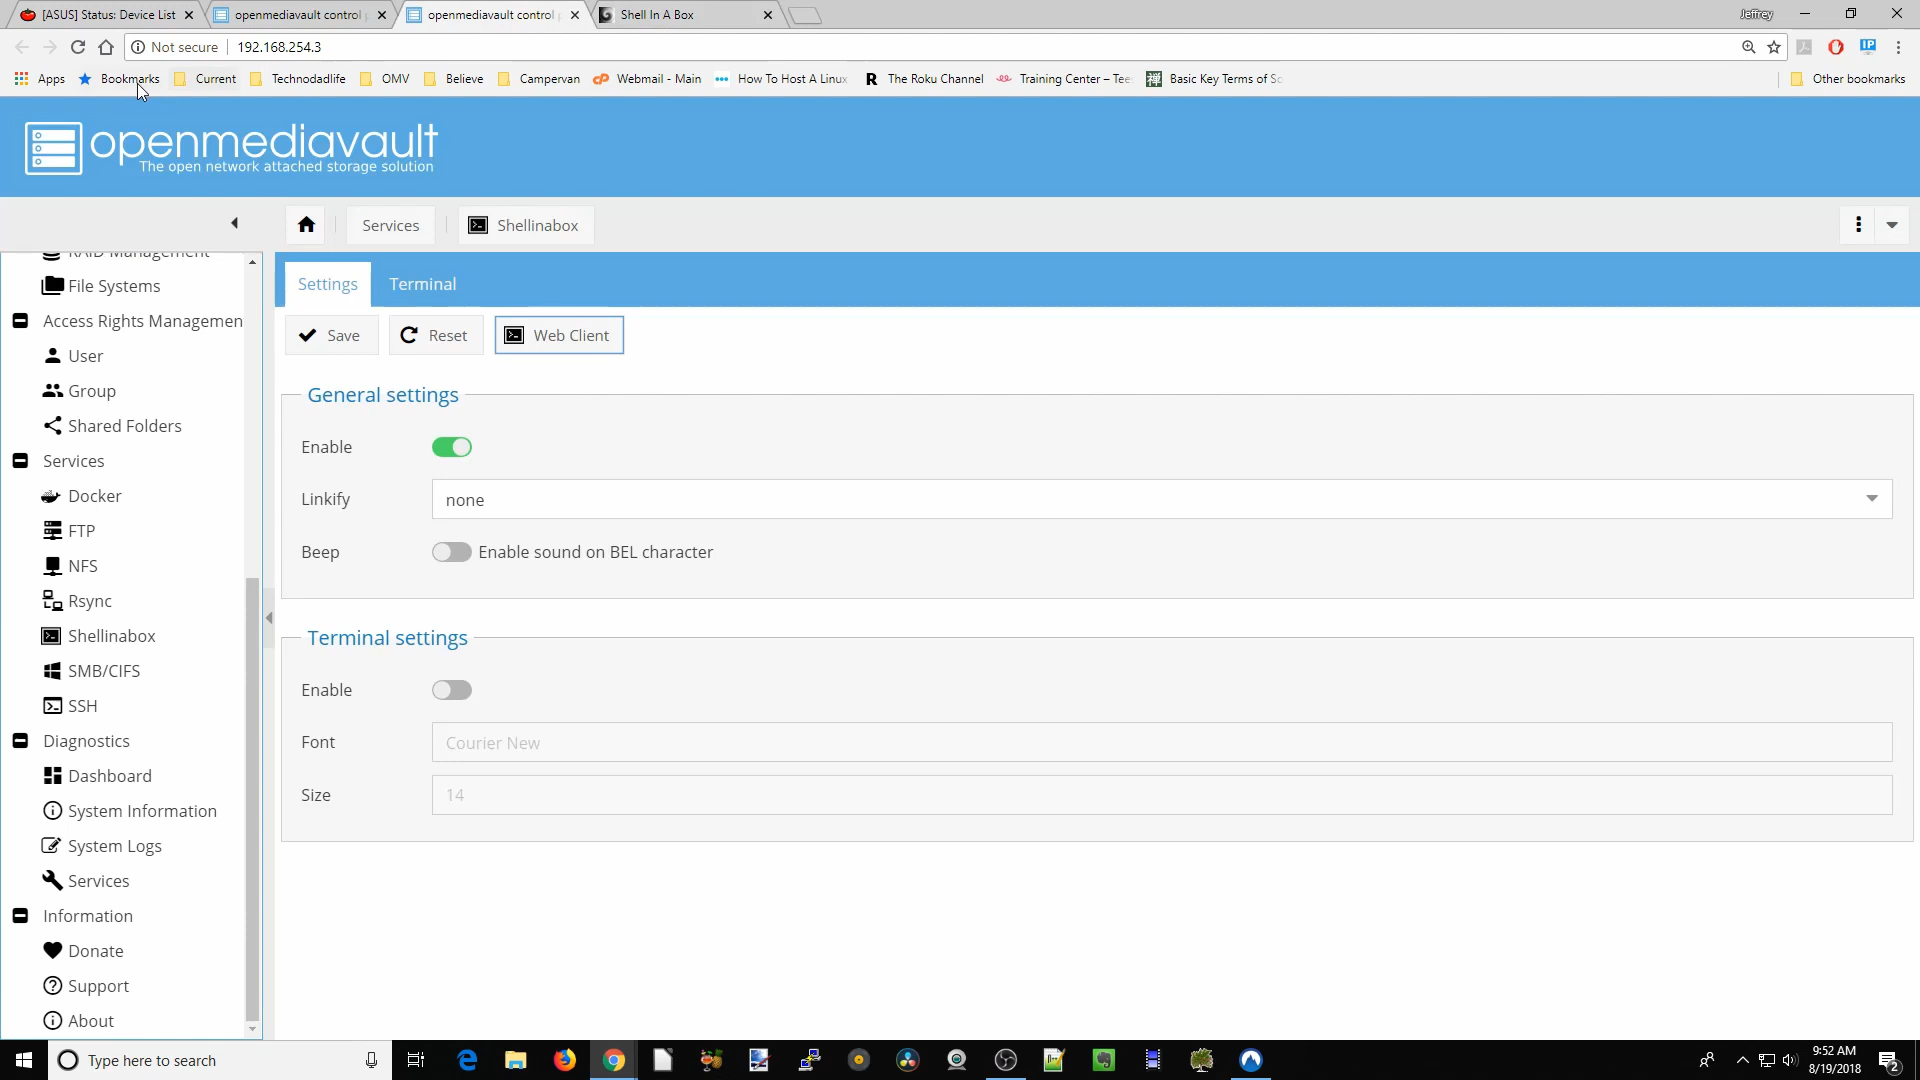 [ASUS] Status: Device List
openmediavault control p
openmediavault control p
Shell In A Box
Jeffrey
Not secure
192.168.254.3
Apps
Bookmarks
Current
Technodadlife
OMV
Believe
Campervan
Webmail - Main
How To Host A Linux
The Roku Channel
Training Center – Tee
Basic Key Terms of Sc
Other bookmarks
openmediavault
The open network attached storage solution
Services
Shellinabox
RAID Management
File Systems
Access Rights Managemen
User
Group
Shared Folders
Services
Docker
FTP
NFS
Rsync
Shellinabox
SMB/CIFS
SSH
Diagnostics
Dashboard
System Information
System Logs
Services
Information
Donate
Support
About
Settings
Terminal
Save
Reset
Web Client
General settings
Enable
Linkify
none
Beep
Enable sound on BEL character
Terminal settings
Enable
Font
Courier New
Size
14
Type here to search
9:52 AM
8/19/2018
2